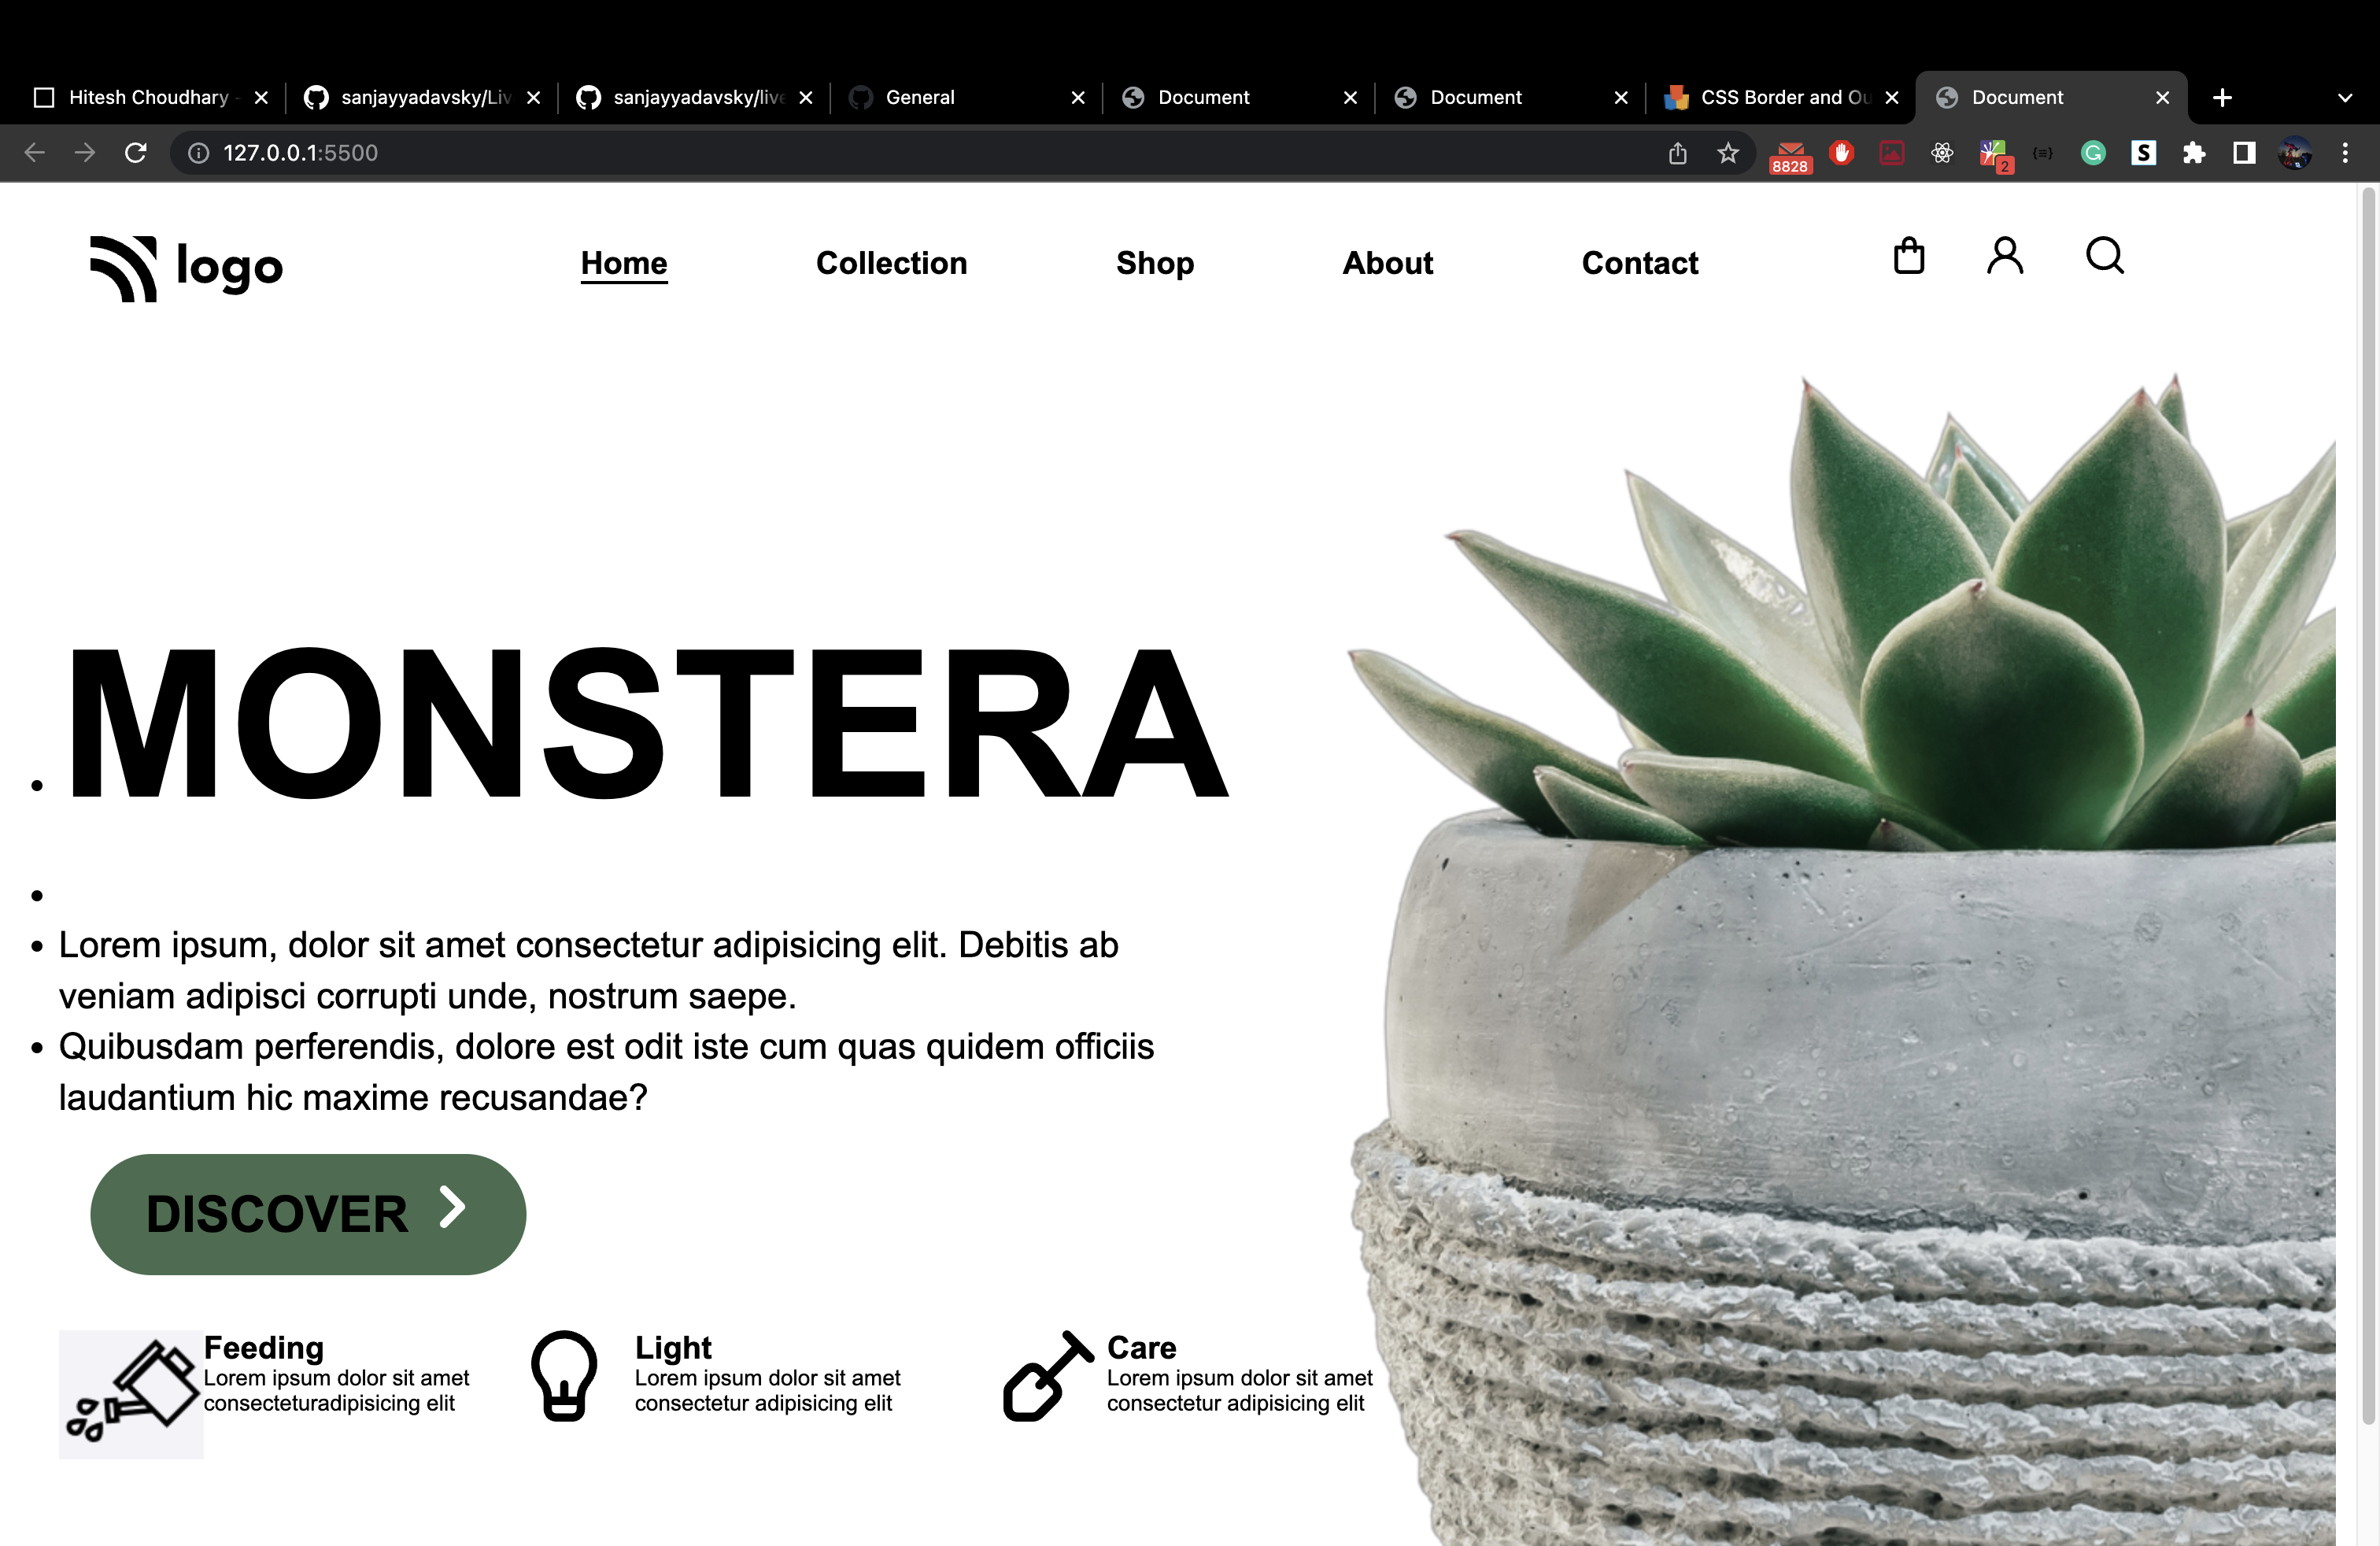 Hitesh Choudhary -
sanjayyadavsky/Liv
sanjayyadavsky/live
General
Document
Document
CSS Border and Ou
Document
127.0.0.1:5500
8828
2
G
S
logo
Home
Collection
Shop
About
Contact
MONSTERA
Lorem ipsum, dolor sit amet consectetur adipisicing elit. Debitis ab
veniam adipisci corrupti unde, nostrum saepe.
Quibusdam perferendis, dolore est odit iste cum quas quidem officiis
laudantium hic maxime recusandae?
DISCOVER
Feeding
Lorem ipsum dolor sit amet
consecteturadipisicing elit
Light
Lorem ipsum dolor sit amet
consectetur adipisicing elit
Care
Lorem ipsum dolor sit amet
consectetur adipisicing elit